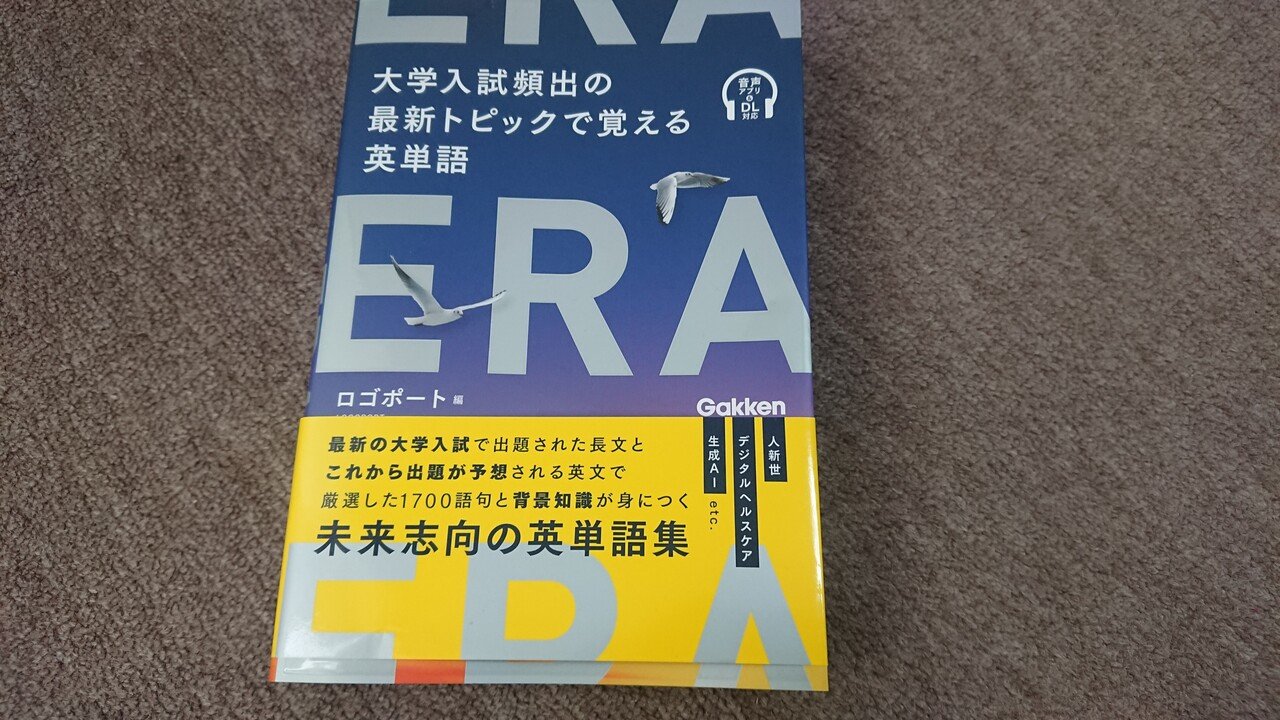 ERA
大学入試頻出の
最新トピックで覚える
英単語
音声
アプリ
&
DL
対応
ERA
ロゴポート 編
Gakken
最新の大学入試で出題された長文と
これから出題が予想される英文で
厳選した1700語句と背景知識が身につく
未来志向の英単語集
人新世
デジタルヘルスケア
生成AI etc.
ERA